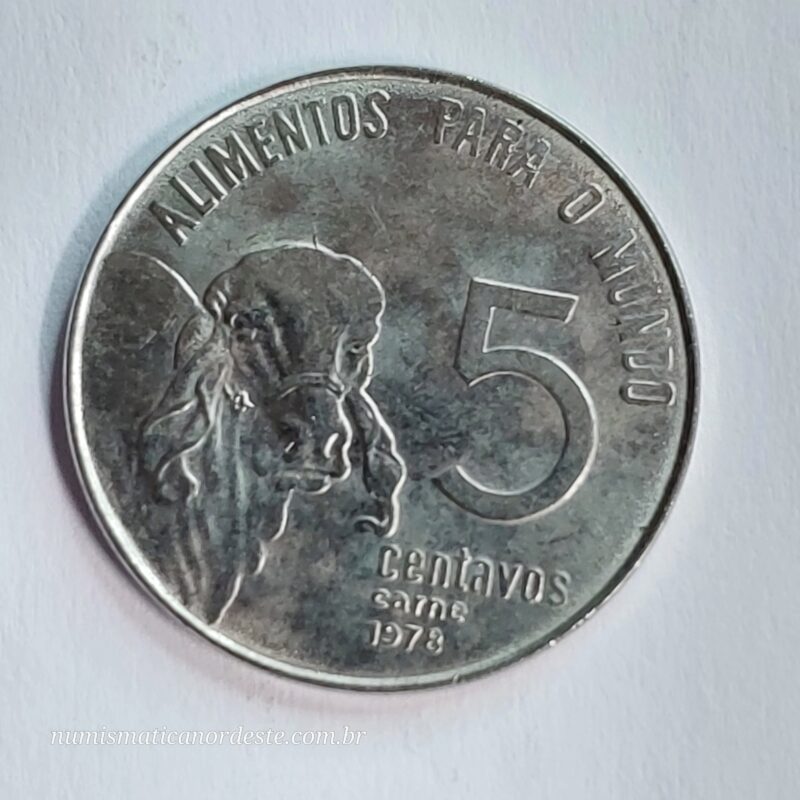 ALIMENTOS PARA O MUNDO
5
centavos
carne
1978
numismaticanordeste.com.br